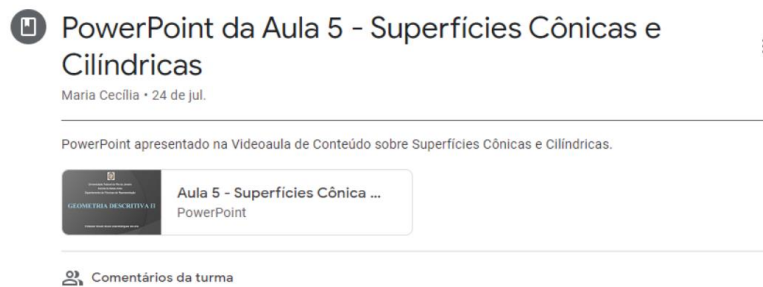 PowerPoint da Aula 5 - Superfícies Cônicas e
Cilíndricas
Maria Cecília • 24 de jul.
PowerPoint apresentado na Videoaula de Conteúdo sobre Superfícies Cônicas e Cilíndricas.
GEOMETRIA DESCRITIVA II
Aula 5 - Superfícies Cônica ...
PowerPoint
Comentários da turma